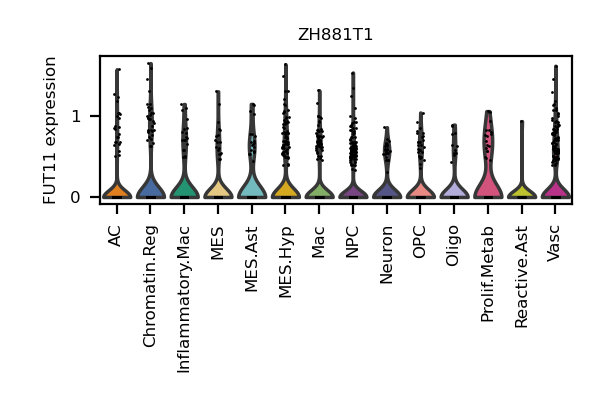 ZH881T1
FUT11 expression
1
0
AC
Chromatin.Reg
Inflammatory.Mac
MES
MES.Ast
MES.Hyp
Mac
NPC
Neuron
OPC
Oligo
Prolif.Metab
Reactive.Ast
Vasc